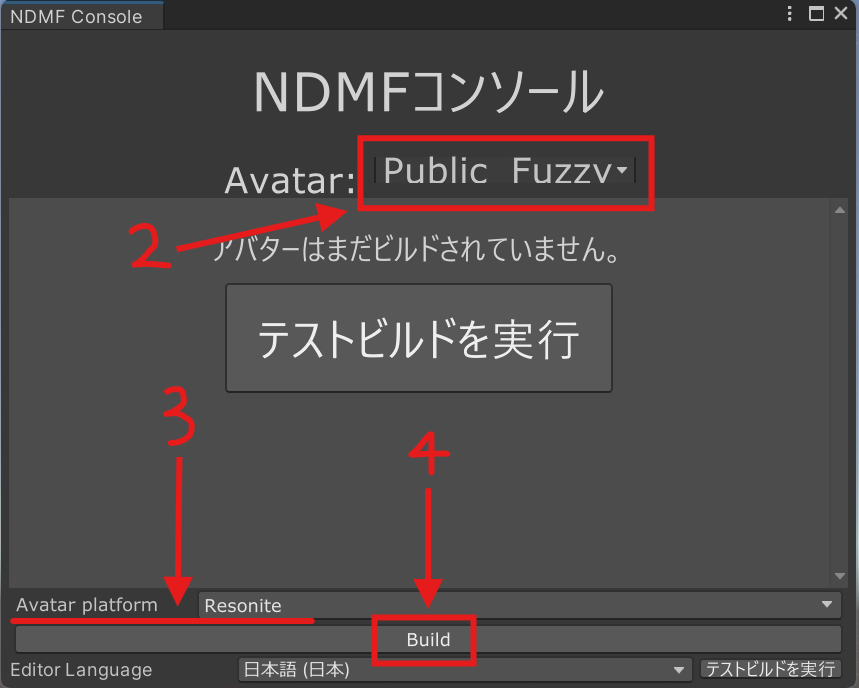 NDMF Console
NDMFコンソール
Avatar: Public Fuzzy
2
アバターはまだビルドされていません。
テストビルドを実行
3
4
Avatar platform Resonite
Build
Editor Language 日本語 (日本) テストビルドを実行